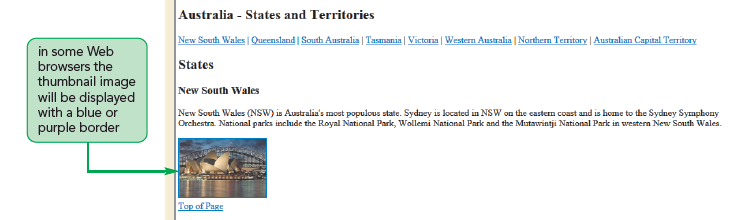 Australia - States and Territories
New South Wales | Queensland | South Australia | Tasmania | Victoria | Western Australia | Northern Territory | Australian Capital Territory
States
New South Wales
New South Wales (NSW) is Australia's most populous state. Sydney is located in NSW on the eastern coast and is home to the Sydney Symphony
Orchestra. National parks include the Royal National Park, Wollemi National Park and the Mutawintji National Park in western New South Wales.
Top of Page
in some Web
browsers the
thumbnail image
will be displayed
with a blue or
purple border